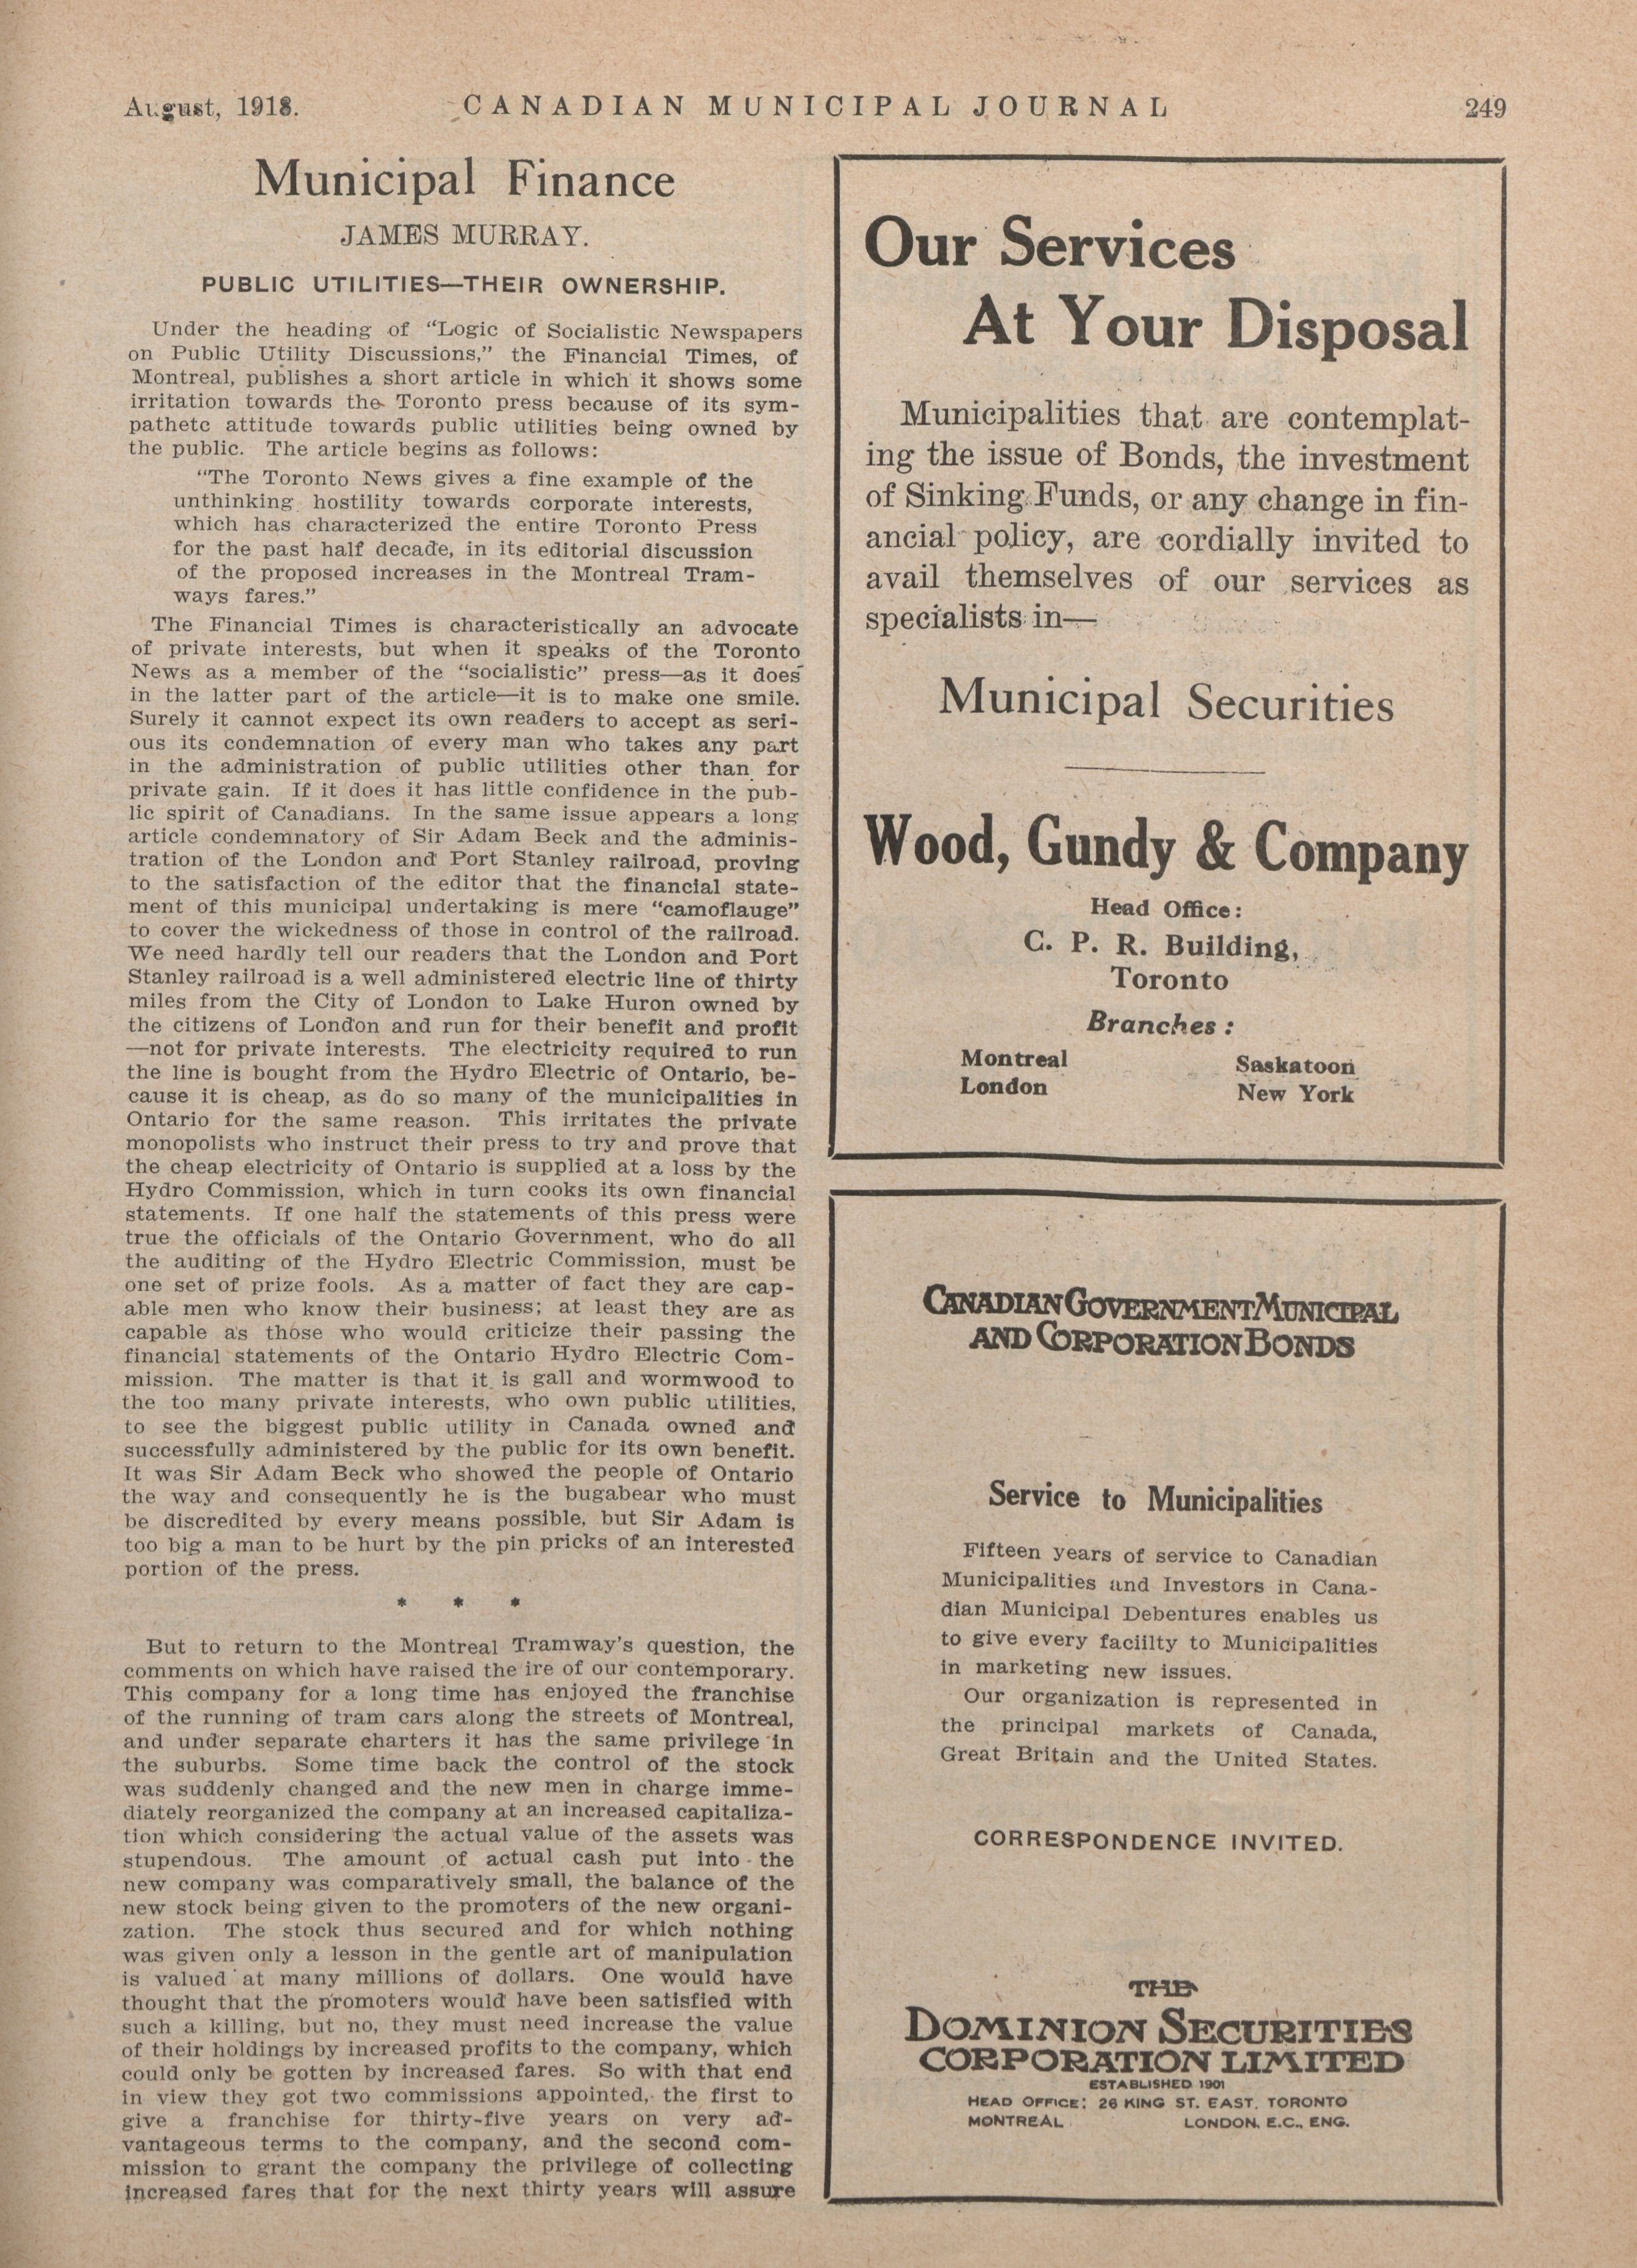 August, 1918.
CANADIAN MUNICIPAL JOURNAL
249
Municipal Finance
JAMES MURRAY.
PUBLIC UTILITIES—THEIR OWNERSHIP.
Under the heading of “Logic of Socialistic Newspapers
on Public Utility Discussions,” the Financial Times, of
Montreal, publishes a short article in which it shows some
irritation towards the Toronto press because of its sym-
pathetc attitude towards public utilities being owned by
the public. The article begins as follows:
“The Toronto News gives a fine example of the
unthinking hostility towards corporate interests,
which has characterized the entire Toronto Press
for the past half decade, in its editorial discussion
of the proposed increases in the Montreal Tram-
ways fares.”
The Financial Times is characteristically an advocate
of private interests, but when it speaks of the Toronto
News as a member of the “socialistic” press—as it does
in the latter part of the article—it is to make one smile.
Surely it cannot expect its own readers to accept as seri-
ous its condemnation of every man who takes any part
in the administration of public utilities other than for
private gain. If it does it has little confidence in the pub-
lic spirit of Canadians. In the same issue appears a long
article condemnatory of Sir Adam Beck and the adminis-
tration of the London and Port Stanley railroad, proving
to the satisfaction of the editor that the financial state-
ment of this municipal undertaking is mere “camoflauge”
to cover the wickedness of those in control of the railroad.
We need hardly tell our readers that the London and Port
Stanley railroad is a well administered electric line of thirty
miles from the City of London to Lake Huron owned by
the citizens of London and run for their benefit and profit
—not for private interests. The electricity required to run
the line is bought from the Hydro Electric of Ontario, be-
cause it is cheap, as do so many of the municipalities in
Ontario for the same reason. This irritates the private
monopolists who instruct their press to try and prove that
the cheap electricity of Ontario is supplied at a loss by the
Hydro Commission, which in turn cooks its own financial
statements. If one half the statements of this press were
true the officials of the Ontario Government, who do all
the auditing of the Hydro Electric Commission, must be
one set of prize fools. As a matter of fact they are cap-
able men who know their business; at least they are as
capable as those who would criticize their passing the
financial statements of the Ontario Hydro Electric Com-
mission. The matter is that it is gall and wormwood to
the too many private interests, who own public utilities,
to see the biggest public utility in Canada owned and
successfully administered by the public for its own benefit.
It was Sir Adam Beck who showed the people of Ontario
the way and consequently he is the bugabear who must
be discredited by every means possible, but Sir Adam is
too big a man to be hurt by the pin pricks of an interested
portion of the press.
* * *
But to return to the Montreal Tramway's question, the
comments on which have raised the ire of our contemporary.
This company for a long time has enjoyed the franchise
of the running of tram cars along the streets of Montreal,
and under separate charters it has the same privilege in
the suburbs. Some time back the control of the stock
was suddenly changed and the new men in charge imme-
diately reorganized the company at an increased capitaliza-
tion which considering the actual value of the assets was
stupendous. The amount of actual cash put into the
new company was comparatively small, the balance of the
new stock being given to the promoters of the new organi-
zation. The stock thus secured and for which nothing
was given only a lesson in the gentle art of manipulation
is valued at many millions of dollars. One would have
thought that the promoters would have been satisfied with
such a killing, but no, they must need increase the value
of their holdings by increased profits to the company, which
could only be gotten by increased fares. So with that end
in view they got two commissions appointed, the first to
give a franchise for thirty-five years on very ad-
vantageous terms to the company, and the second com-
mission to grant the company the privilege of collecting
increased fares that for the next thirty years will assure
Our Services
At Your Disposal
Municipalities that are contemplat-
ing the issue of Bonds, the investment
of Sinking Funds, or any change in fin-
ancial policy, are cordially invited to
avail themselves of our services as
specialists in—
Municipal Securities
Wood, Gundy & Company
Head Office:
C. P. R. Building,
Toronto
Branches:
Montreal Saskatoon
London New York
CANADIAN GOVERNMENT MUNICIPAL
AND CORPORATION BONDS
Service to Municipalities
Fifteen years of service to Canadian
Municipalities and Investors in Cana-
dian Municipal Debentures enables us
to give every faciilty to Municipalities
in marketing new issues.
Our organization is represented in
the principal markets of Canada,
Great Britain and the United States.
CORRESPONDENCE INVITED.
THE
DOMINION SECURITIES
CORPORATION LIMITED
ESTABLISHED 1901
HEAD OFFICE: 26 KING ST. EAST, TORONTO
MONTREAL LONDON, E.C., ENG.